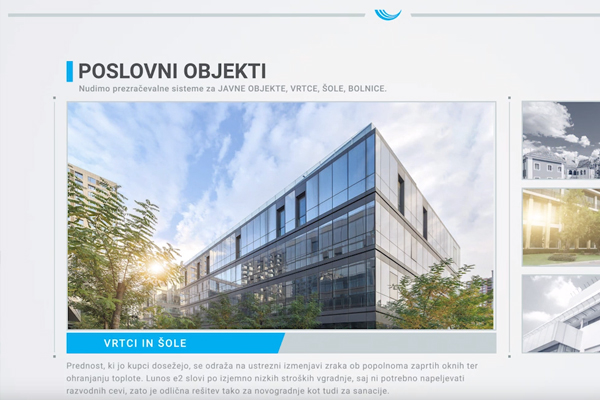 POSLOVNI OBJEKTI
Nudimo prezračevalne sisteme za JAVNE OBJEKTE, VRTCE, ŠOLE, BOLNICE.
VRTCI IN ŠOLE
Prednost, ki jo kupci dosežejo, se odraža na ustrezni izmenjavi zraka ob popolnoma zaprtih oknih ter
ohranjanju toplote. Lunos e2 slovi po izjemno nizkih stroških vgradnje, saj ni potrebno napeljevati
razvodnih cevi, zato je odlična rešitev tako za novogradnje kot tudi za sanacije.